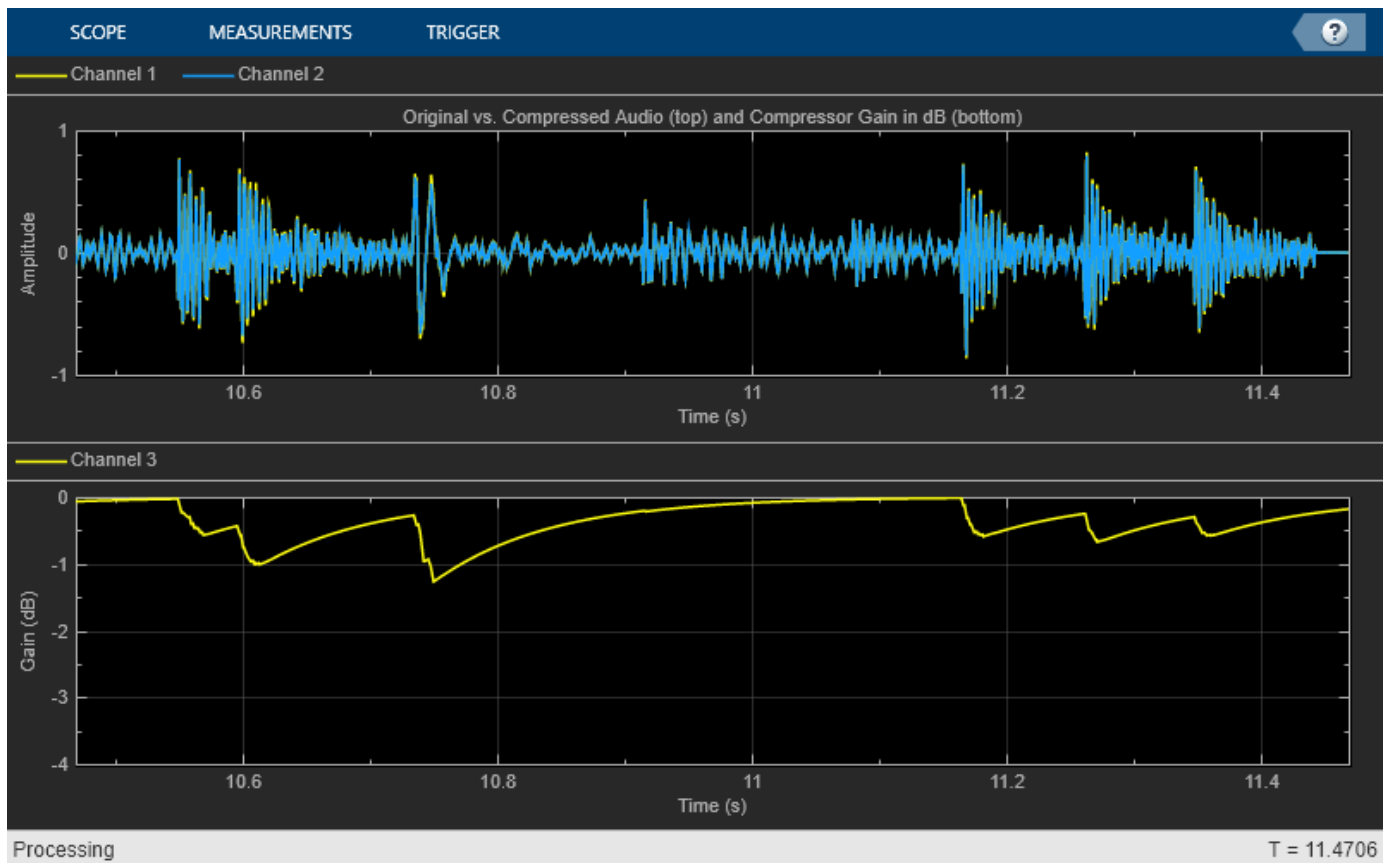 SCOPE MEASUREMENTS TRIGGER ?
Channel 1 Channel 2
Original vs. Compressed Audio (top) and Compressor Gain in dB (bottom)
Amplitude
1
0
-1
10.6 10.8 11 11.2 11.4
Time (s)
Channel 3
Gain (dB)
0
-1
-2
-3
-4
10.6 10.8 11 11.2 11.4
Time (s)
Processing T = 11.4706